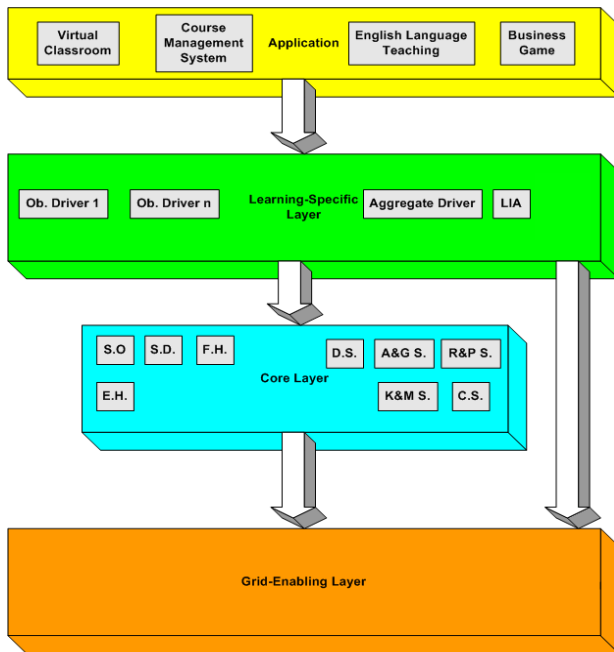 Virtual
Classroom
Course
Management
System
Application
English Language
Teaching
Business
Game
Ob. Driver 1
Ob. Driver n
Learning-Specific
Layer
Aggregate Driver
LIA
S.O
S.D.
F.H.
D.S.
A&G S.
R&P S.
Core Layer
E.H.
K&M S.
C.S.
Grid-Enabling Layer